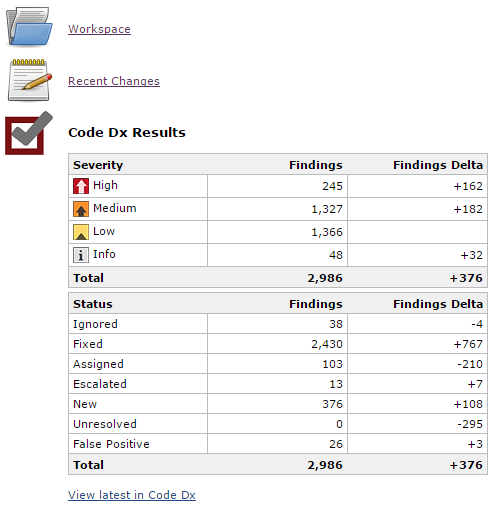 Workspace
Recent Changes
Code Dx Results
Severity Findings Findings Delta
High 245 +162
Medium 1,327 +182
Low 1,366
Info 48 +32
Total 2,986 +376
Status Findings Findings Delta
Ignored 38 -4
Fixed 2,430 +767
Assigned 103 -210
Escalated 13 +7
New 376 +108
Unresolved 0 -295
False Positive 26 +3
Total 2,986 +376
View latest in Code Dx